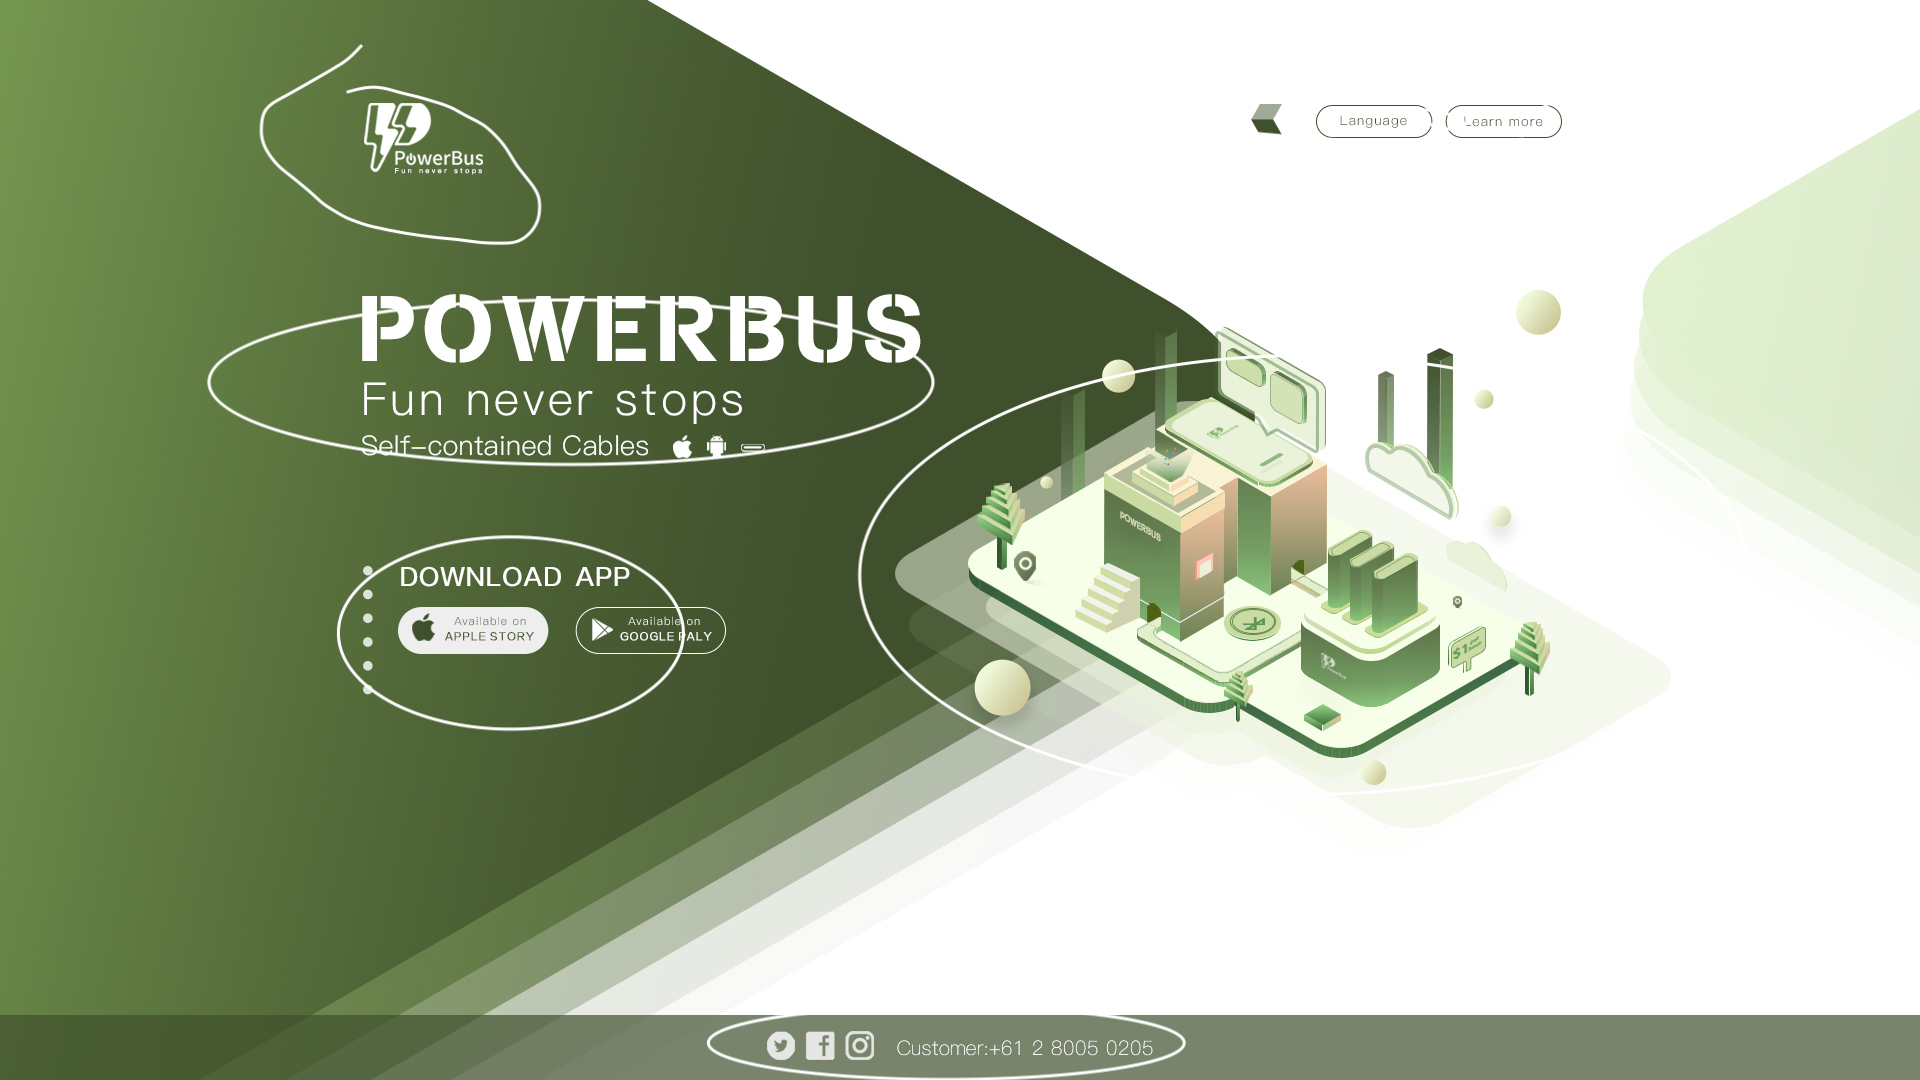 PowerBus
Fun never stops
Language
Learn more
POWERBUS
Fun never stops
Self-contained Cables
DOWNLOAD APP
Available on
APPLE STORY
Available on
GOOGLE PALY
POWERBUS
$1
Customer:+61 2 8005 0205